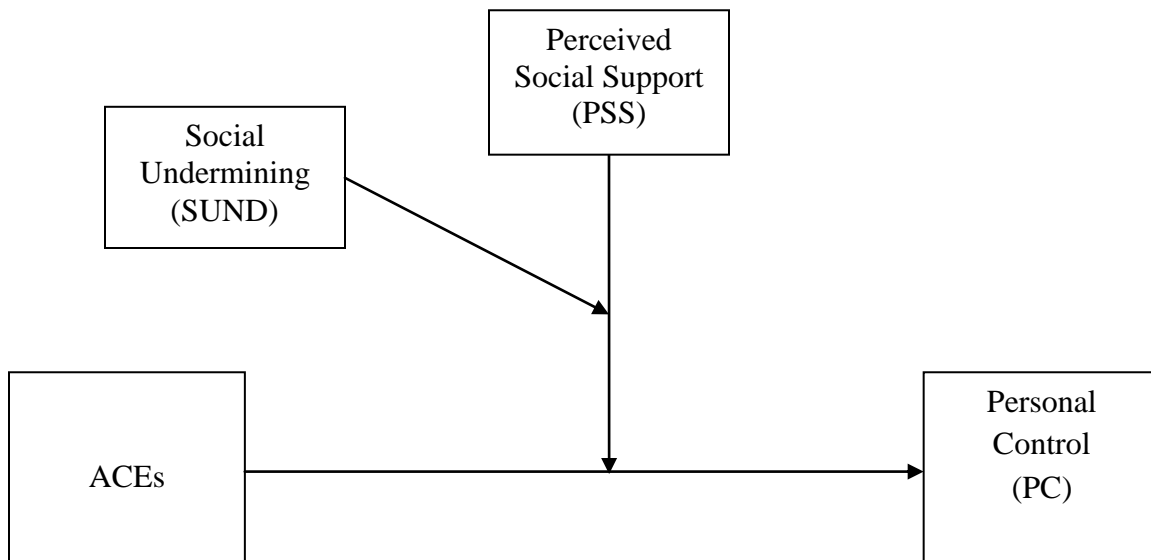 Perceived
Social Support
(PSS)
Social
Undermining
(SUND)
ACEs
Personal
Control
(PC)